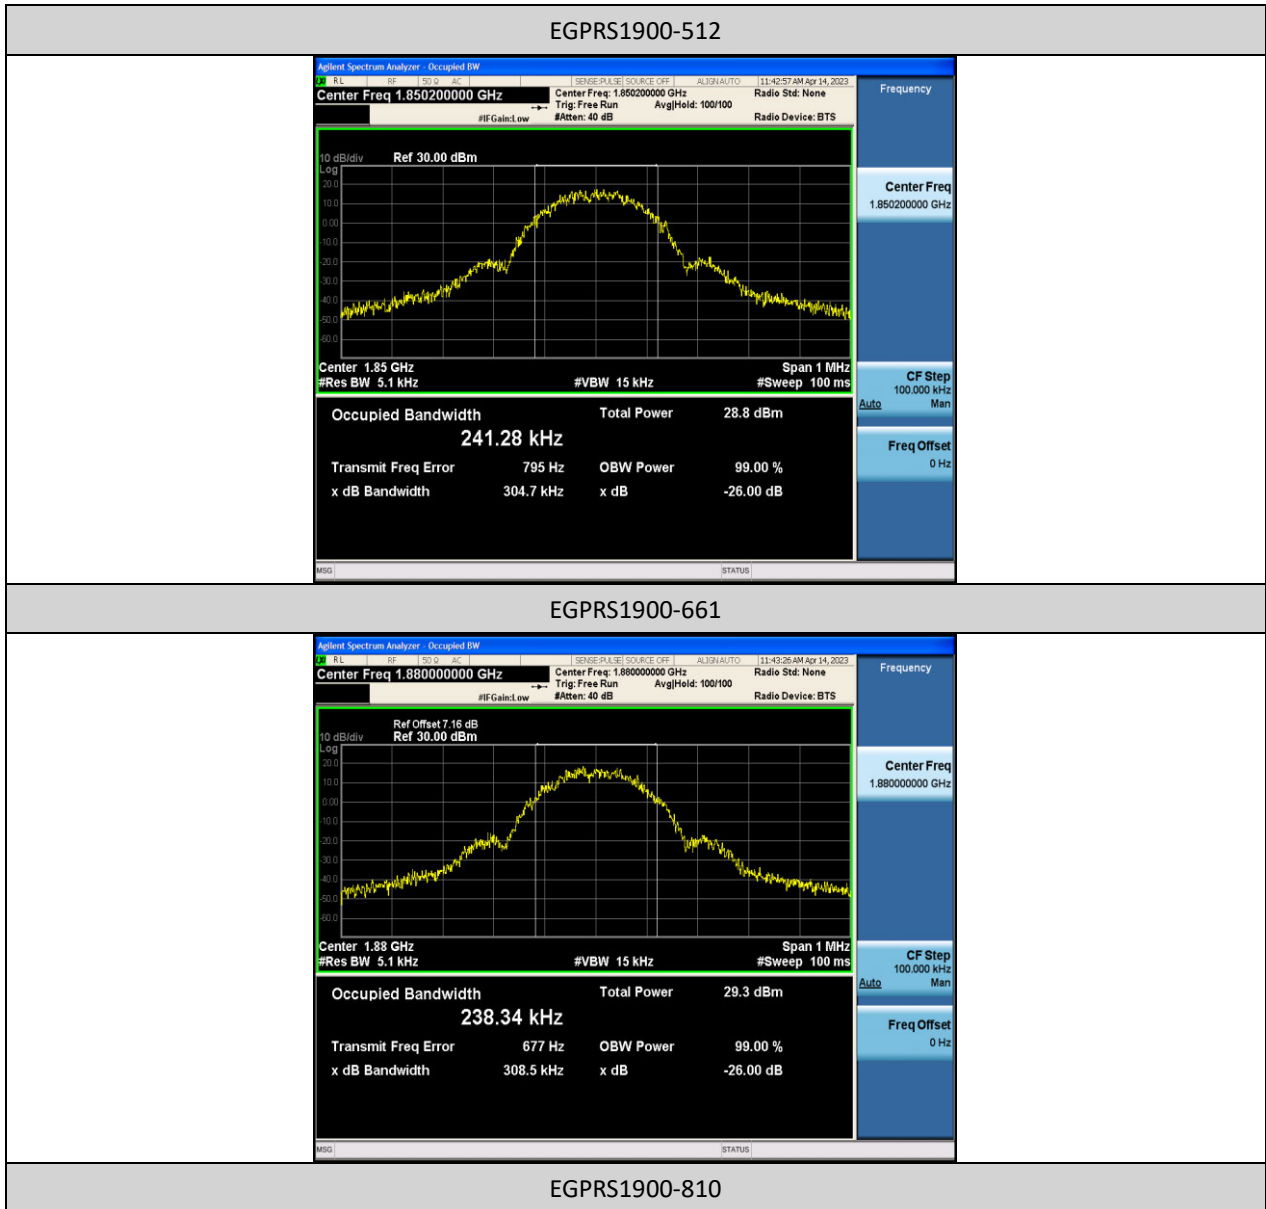 EGPRS1900-512
Agilent Spectrum Analyzer - Occupied BW
RL RF 50 Ω AC SENSE:PULSE SOURCE OFF ALIGN AUTO 11:42:57 AM Apr 14, 2023
Center Freq 1.850200000 GHz Center Freq: 1.850200000 GHz Radio Std: None Frequency
Trig: Free Run Avg|Hold: 100/100
#IFGain:Low #Atten: 40 dB Radio Device: BTS
10 dB/div Ref 30.00 dBm
Log
20.0
10.0
0.00
-10.0
-20.0
-30.0
-40.0
-50.0
-60.0
Center Freq
1.850200000 GHz
Center 1.85 GHz Span 1 MHz
#Res BW 5.1 kHz #VBW 15 kHz #Sweep 100 ms
CF Step
100.000 kHz
Auto Man
Occupied Bandwidth Total Power 28.8 dBm
241.28 kHz
Freq Offset
0 Hz
Transmit Freq Error 795 Hz OBW Power 99.00 %
x dB Bandwidth 304.7 kHz x dB -26.00 dB
MSG STATUS
EGPRS1900-661
Agilent Spectrum Analyzer - Occupied BW
RL RF 50 Ω AC SENSE:PULSE SOURCE OFF ALIGN AUTO 11:43:26 AM Apr 14, 2023
Center Freq 1.880000000 GHz Center Freq: 1.880000000 GHz Radio Std: None Frequency
Trig: Free Run Avg|Hold: 100/100
#IFGain:Low #Atten: 40 dB Radio Device: BTS
Ref Offset 7.16 dB
10 dB/div Ref 30.00 dBm
Log
20.0
10.0
0.00
-10.0
-20.0
-30.0
-40.0
-50.0
-60.0
Center Freq
1.880000000 GHz
Center 1.88 GHz Span 1 MHz
#Res BW 5.1 kHz #VBW 15 kHz #Sweep 100 ms
CF Step
100.000 kHz
Auto Man
Occupied Bandwidth Total Power 29.3 dBm
238.34 kHz
Freq Offset
0 Hz
Transmit Freq Error 677 Hz OBW Power 99.00 %
x dB Bandwidth 308.5 kHz x dB -26.00 dB
MSG STATUS
EGPRS1900-810